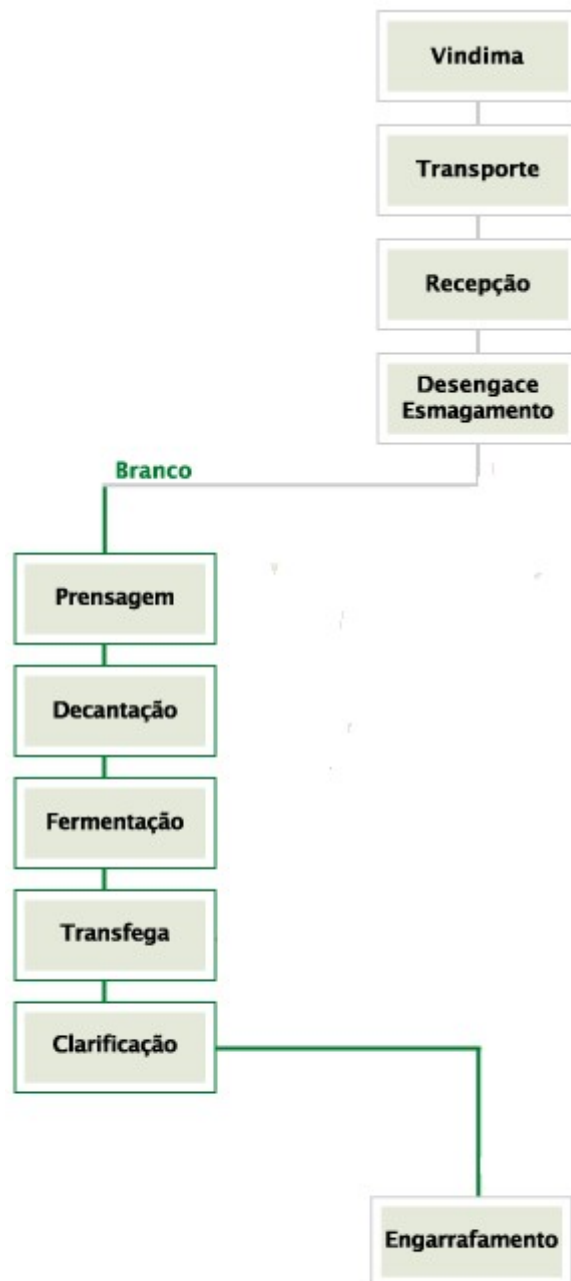 Vindima
Transporte
Recepção
Desengace
Esmagamento
Branco
Prensagem
Decantação
Fermentação
Transfega
Clarificação
Engarrafamento